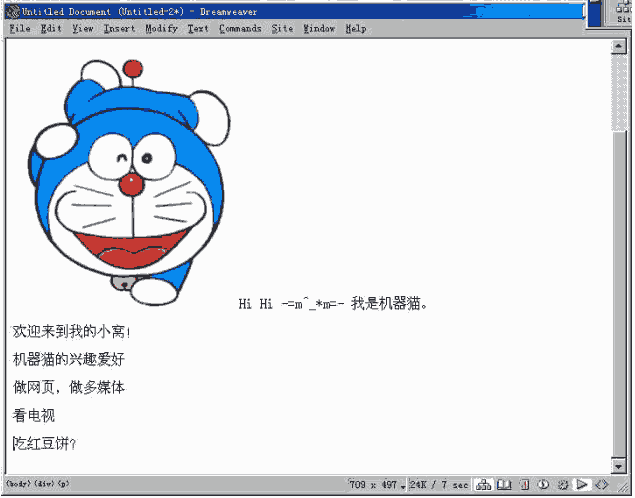 Untitled Document (Untitled-2*) - Dreamweaver
File Edit View Insert Modify Text Commands Site Window Help
Sit
Hi Hi -=m^_*m=- 我是机器猫。
欢迎来到我的小窝!
机器猫的兴趣爱好
做网页,做多媒体
看电视
吃红豆饼?
<body> <div> <p>
709 x 497 24K / 7 sec